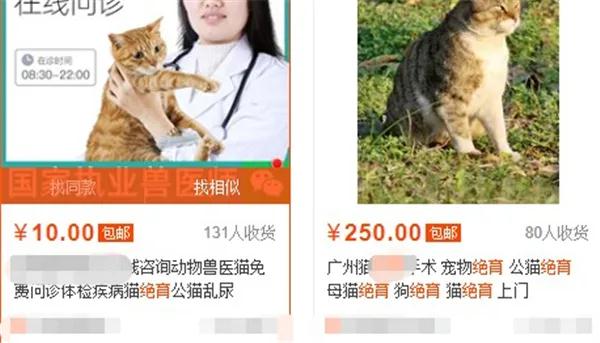 在线问诊
在诊时间
08:30~22:00
国家执业兽医师
找同款
找相似
￥10.00 包邮
131人收货
线咨询动物兽医猫免
费问诊体检疾病猫绝育公猫乱尿
￥250.00 包邮
80人收货
广州猫 手术 宠物绝育 公猫绝育
母猫绝育 狗绝育 猫绝育 上门